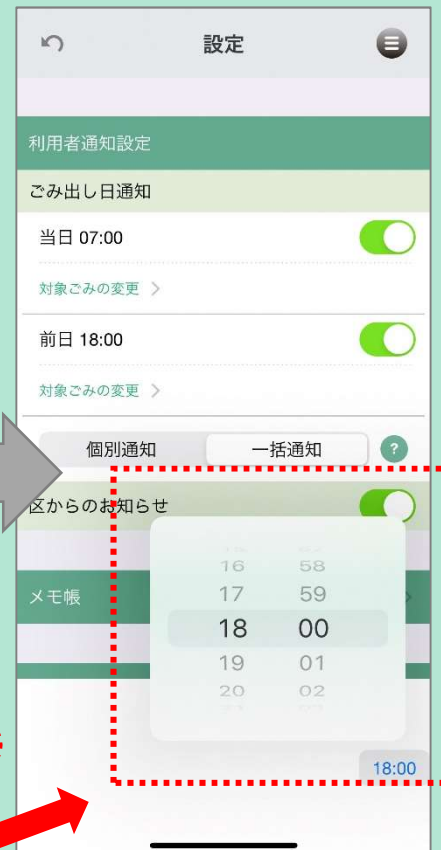 設定
利用者通知設定
ごみ出し日通知
当日 07:00
対象ごみの変更 >
前日 18:00
対象ごみの変更 >
個別通知 一括通知 ?
区からのお知らせ
16 58
メモ帳 17 59 >
18 00
19 01
20 02
18:00